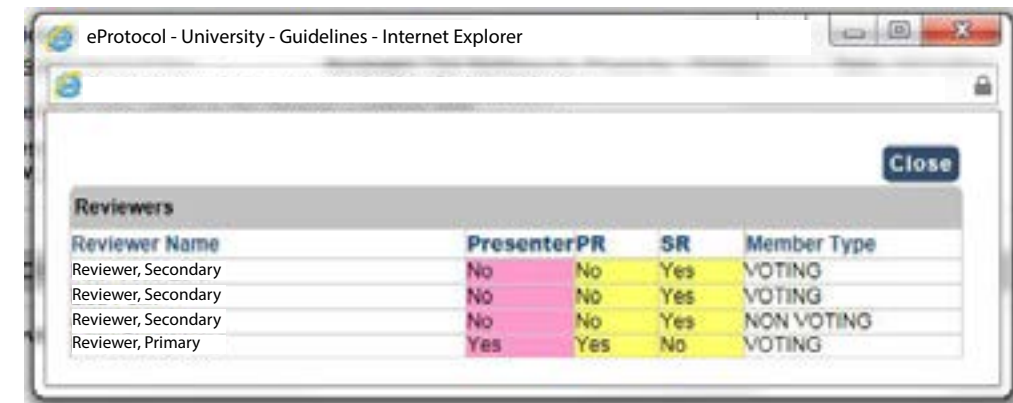 eProtocol - University - Guidelines - Internet Explorer
Close
Reviewers
Reviewer Name Presenter PR SR Member Type
Reviewer, Secondary No No Yes VOTING
Reviewer, Secondary No No Yes VOTING
Reviewer, Secondary No No Yes NON VOTING
Reviewer, Primary Yes Yes No VOTING